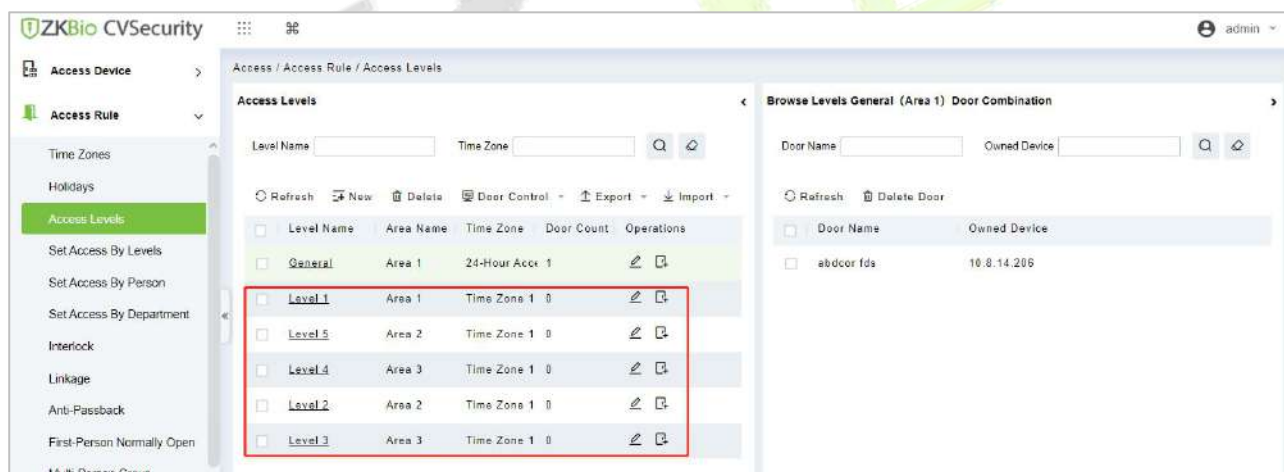 ZKBio CVSecurity
admin
Access Device
Access Rule
Time Zones
Holidays
Access Levels
Set Access By Levels
Set Access By Person
Set Access By Department
Interlock
Linkage
Anti-Passback
First-Person Normally Open
Access / Access Rule / Access Levels
Access Levels
Level Name Time Zone
Refresh New Delete Door Control Export Import
Level Name Area Name Time Zone Door Count Operations
General Area 1 24-Hour Acce 1
Level 1 Area 1 Time Zone 1 0
Level 5 Area 2 Time Zone 1 0
Level 4 Area 3 Time Zone 1 0
Level 2 Area 2 Time Zone 1 0
Level 3 Area 3 Time Zone 1 0
Browse Levels General (Area 1) Door Combination
Door Name Owned Device
Refresh Delete Door
Door Name Owned Device
abdcor fds 10.8.14.206